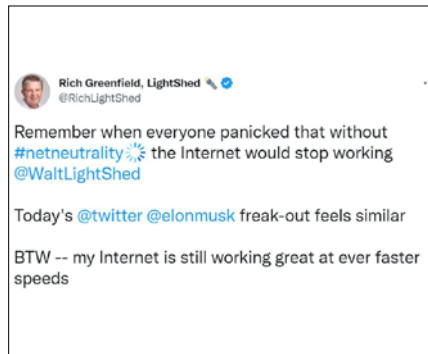 Rich Greenfield, LightShed 🔦
@RichLightShed
Remember when everyone panicked that without
#netneutrality the Internet would stop working
@WaltLightShed
Today's @twitter @elonmusk freak-out feels similar
BTW -- my Internet is still working great at ever faster
speeds